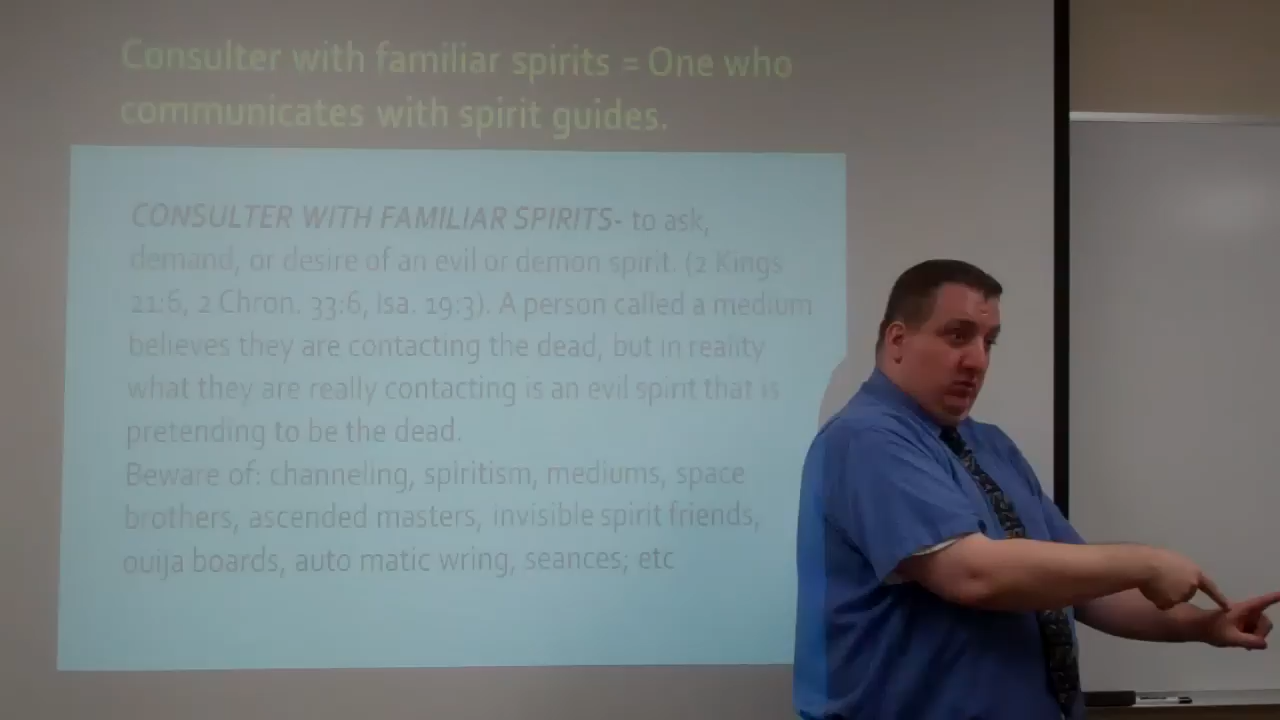 Consulter with familiar spirits = One who
communicates with spirit guides.
CONSULTER WITH FAMILIAR SPIRITS- to ask,
demand, or desire of an evil or demon spirit. (2 Kings
21:6, 2 Chron. 33:6, Isa. 19:3). A person called a medium
believes they are contacting the dead, but in reality
what they are really contacting is an evil spirit that is
pretending to be the dead.
Beware of: channeling, spiritism, mediums, space
brothers, ascended masters, invisible spirit friends,
ouija boards, auto matic wring, seances; etc